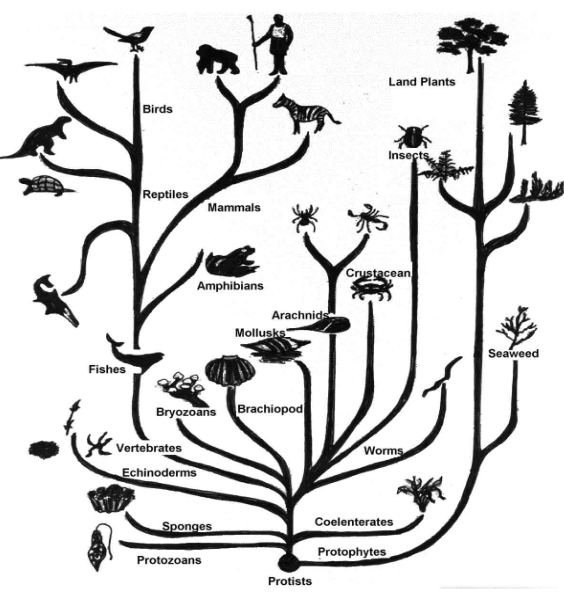 Land Plants
Birds
Insects
Reptiles
Mammals
Crustacean
Amphibians
Arachnids
Mollusks
Seaweed
Fishes
Bryozoans
Brachiopod
Vertebrates
Worms
Echinoderms
Sponges
Coelenterates
Protozoans
Protophytes
Protists